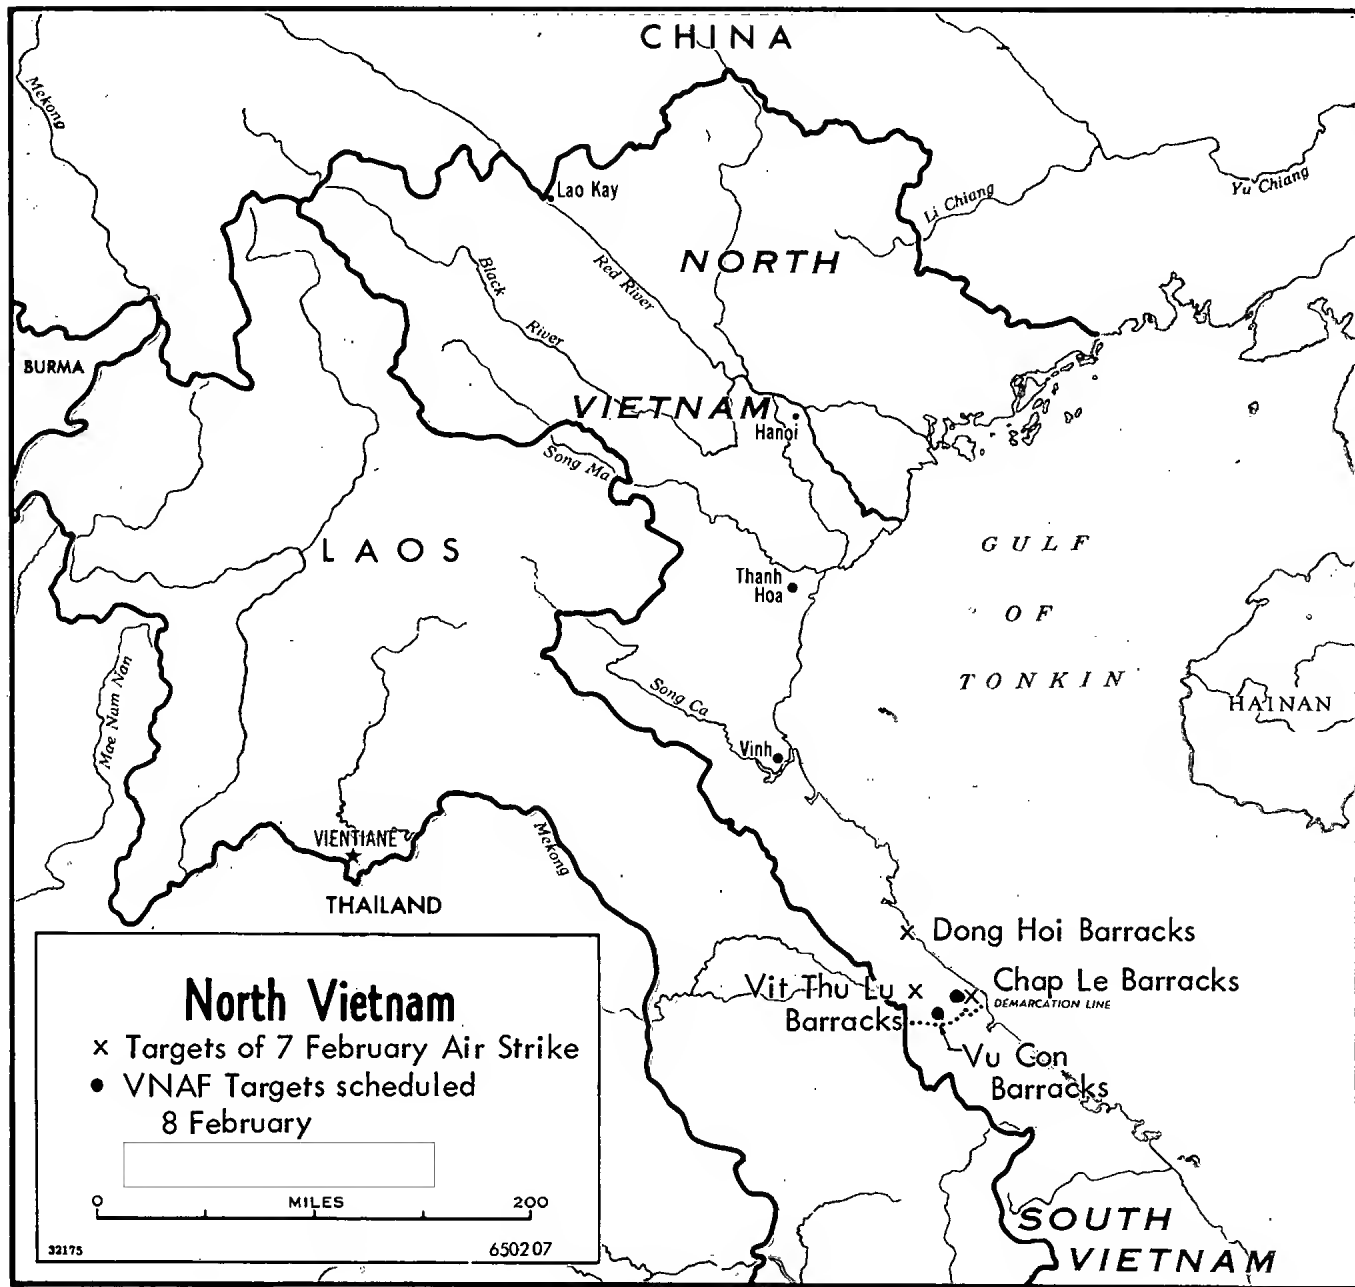 CHINA
Mekong
Lao Kay
Li Chiang
Yu Chiang
NORTH
Black
River
Red River
BURMA
VIETNAM
Hanoi
Song Ma
LAOS
GULF
OF
TONKIN
Thanh
Hoa
Mae Num Nan
Song Ca
HAINAN
Vinh
VIENTIANE
Mekong
THAILAND
Dong Hoi Barracks
Vit Thu Lu
Barracks
Chap Le Barracks
DEMARCATION LINE
Vu Con
Barracks
North Vietnam
x Targets of 7 February Air Strike
● VNAF Targets scheduled
8 February
0 MILES 200
32175 650207
SOUTH
VIETNAM